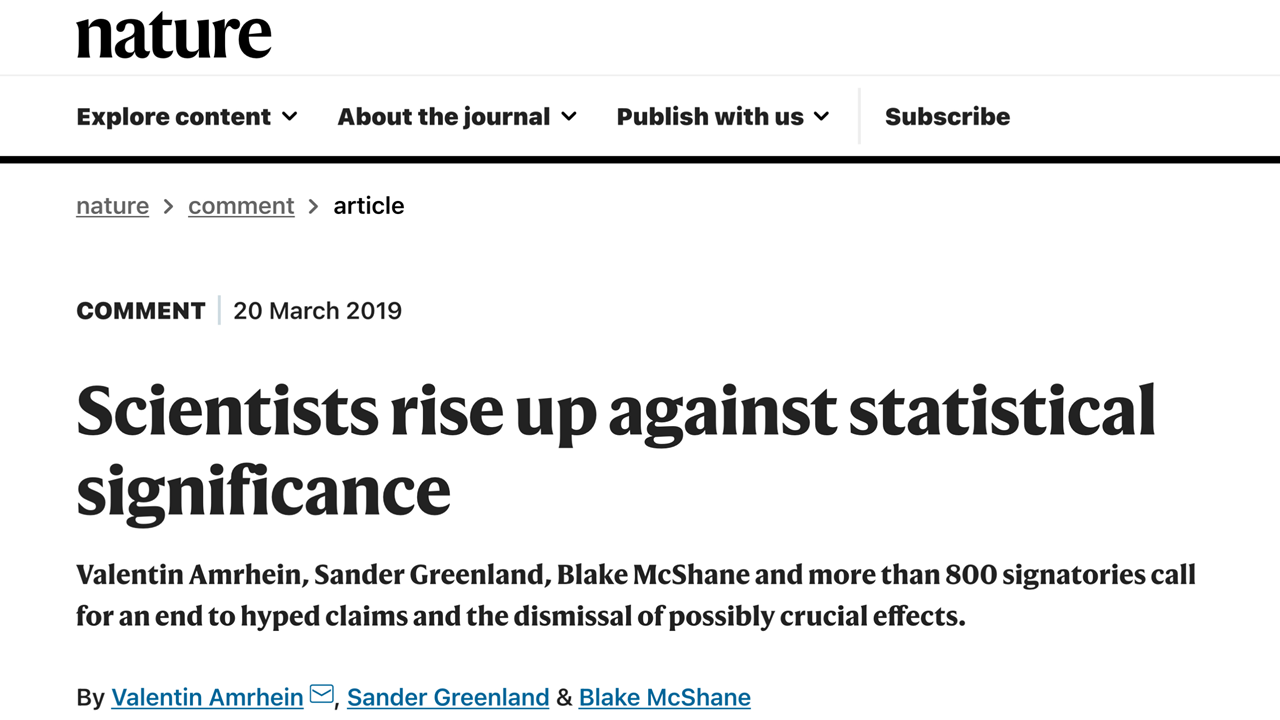 nature
Explore content About the journal Publish with us Subscribe
nature > comment > article
COMMENT | 20 March 2019
Scientists rise up against statistical
significance
Valentin Amrhein, Sander Greenland, Blake McShane and more than 800 signatories call
for an end to hyped claims and the dismissal of possibly crucial effects.
By Valentin Amrhein, Sander Greenland & Blake McShane